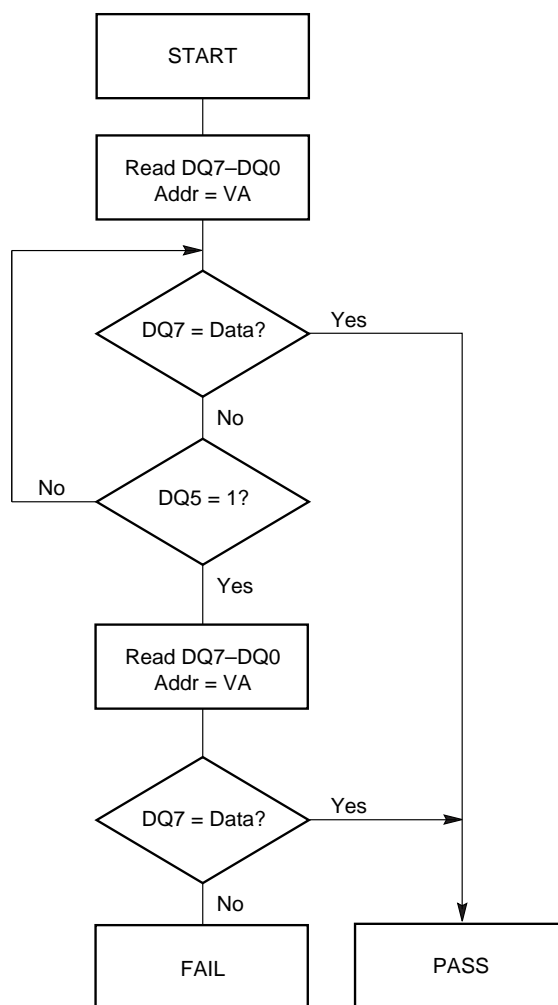 START
Read DQ7–DQ0
Addr = VA
DQ7 = Data?
Yes
No
No
DQ5 = 1?
Yes
Read DQ7–DQ0
Addr = VA
DQ7 = Data?
Yes
No
FAIL
PASS